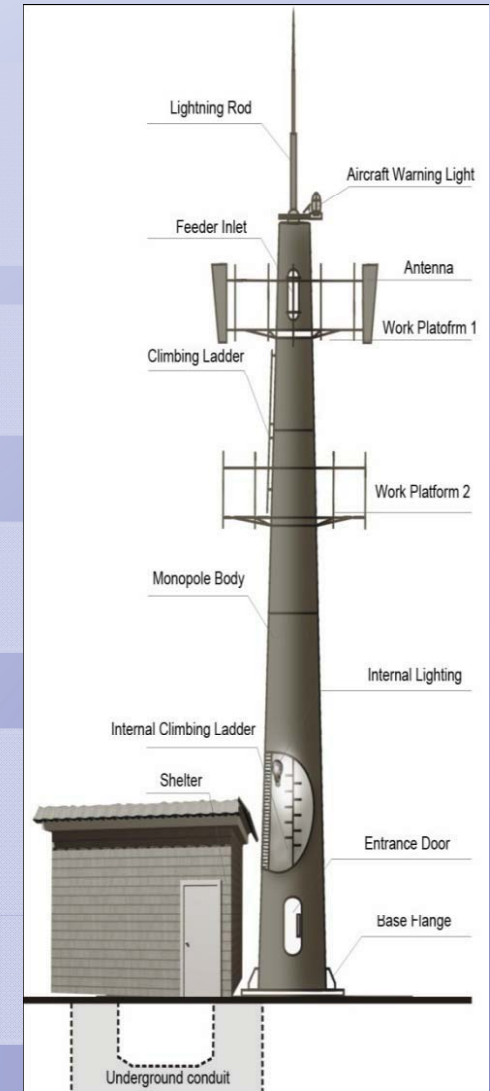 Lightning Rod
Aircraft Warning Light
Feeder Inlet
Antenna
Work Platofrm 1
Climbing Ladder
Work Platform 2
Monopole Body
Internal Lighting
Internal Climbing Ladder
Shelter
Entrance Door
Base Flange
Underground conduit